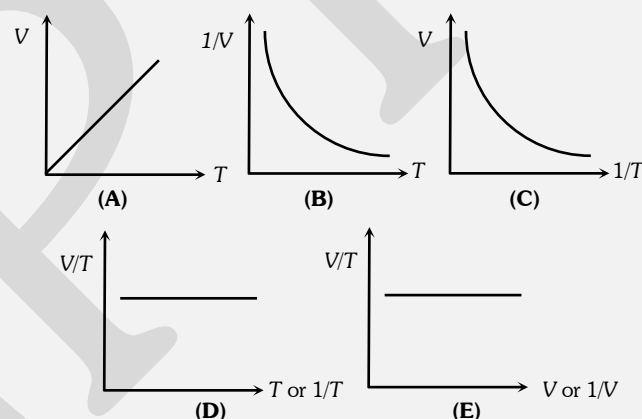 V
T
(A)
1/V
T
(B)
V
1/T
(C)
V/T
T or 1/T
(D)
V/T
V or 1/V
(E)